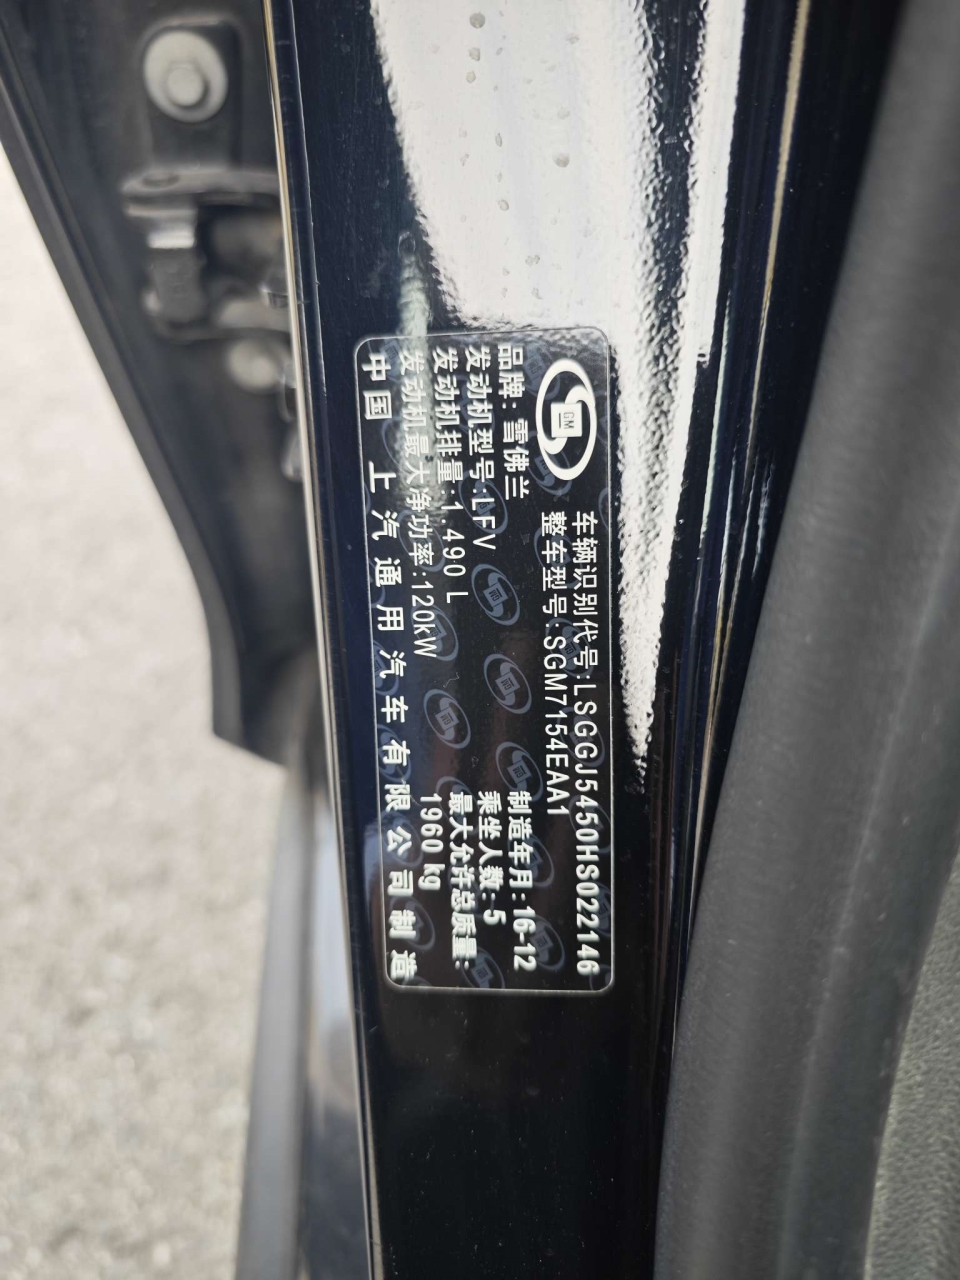 GM
车辆识别代号:LSGGJ5450HS022146
整车型号:SGM7154EAA1
品牌:雪佛兰
制造年月:16-12
发动机型号:LFV
乘坐人数:5
发动机排量:1.490 L
最大允许总质量:
发动机最大净功率:120kW
1960 kg
中国 上汽通用汽车有限公司制造